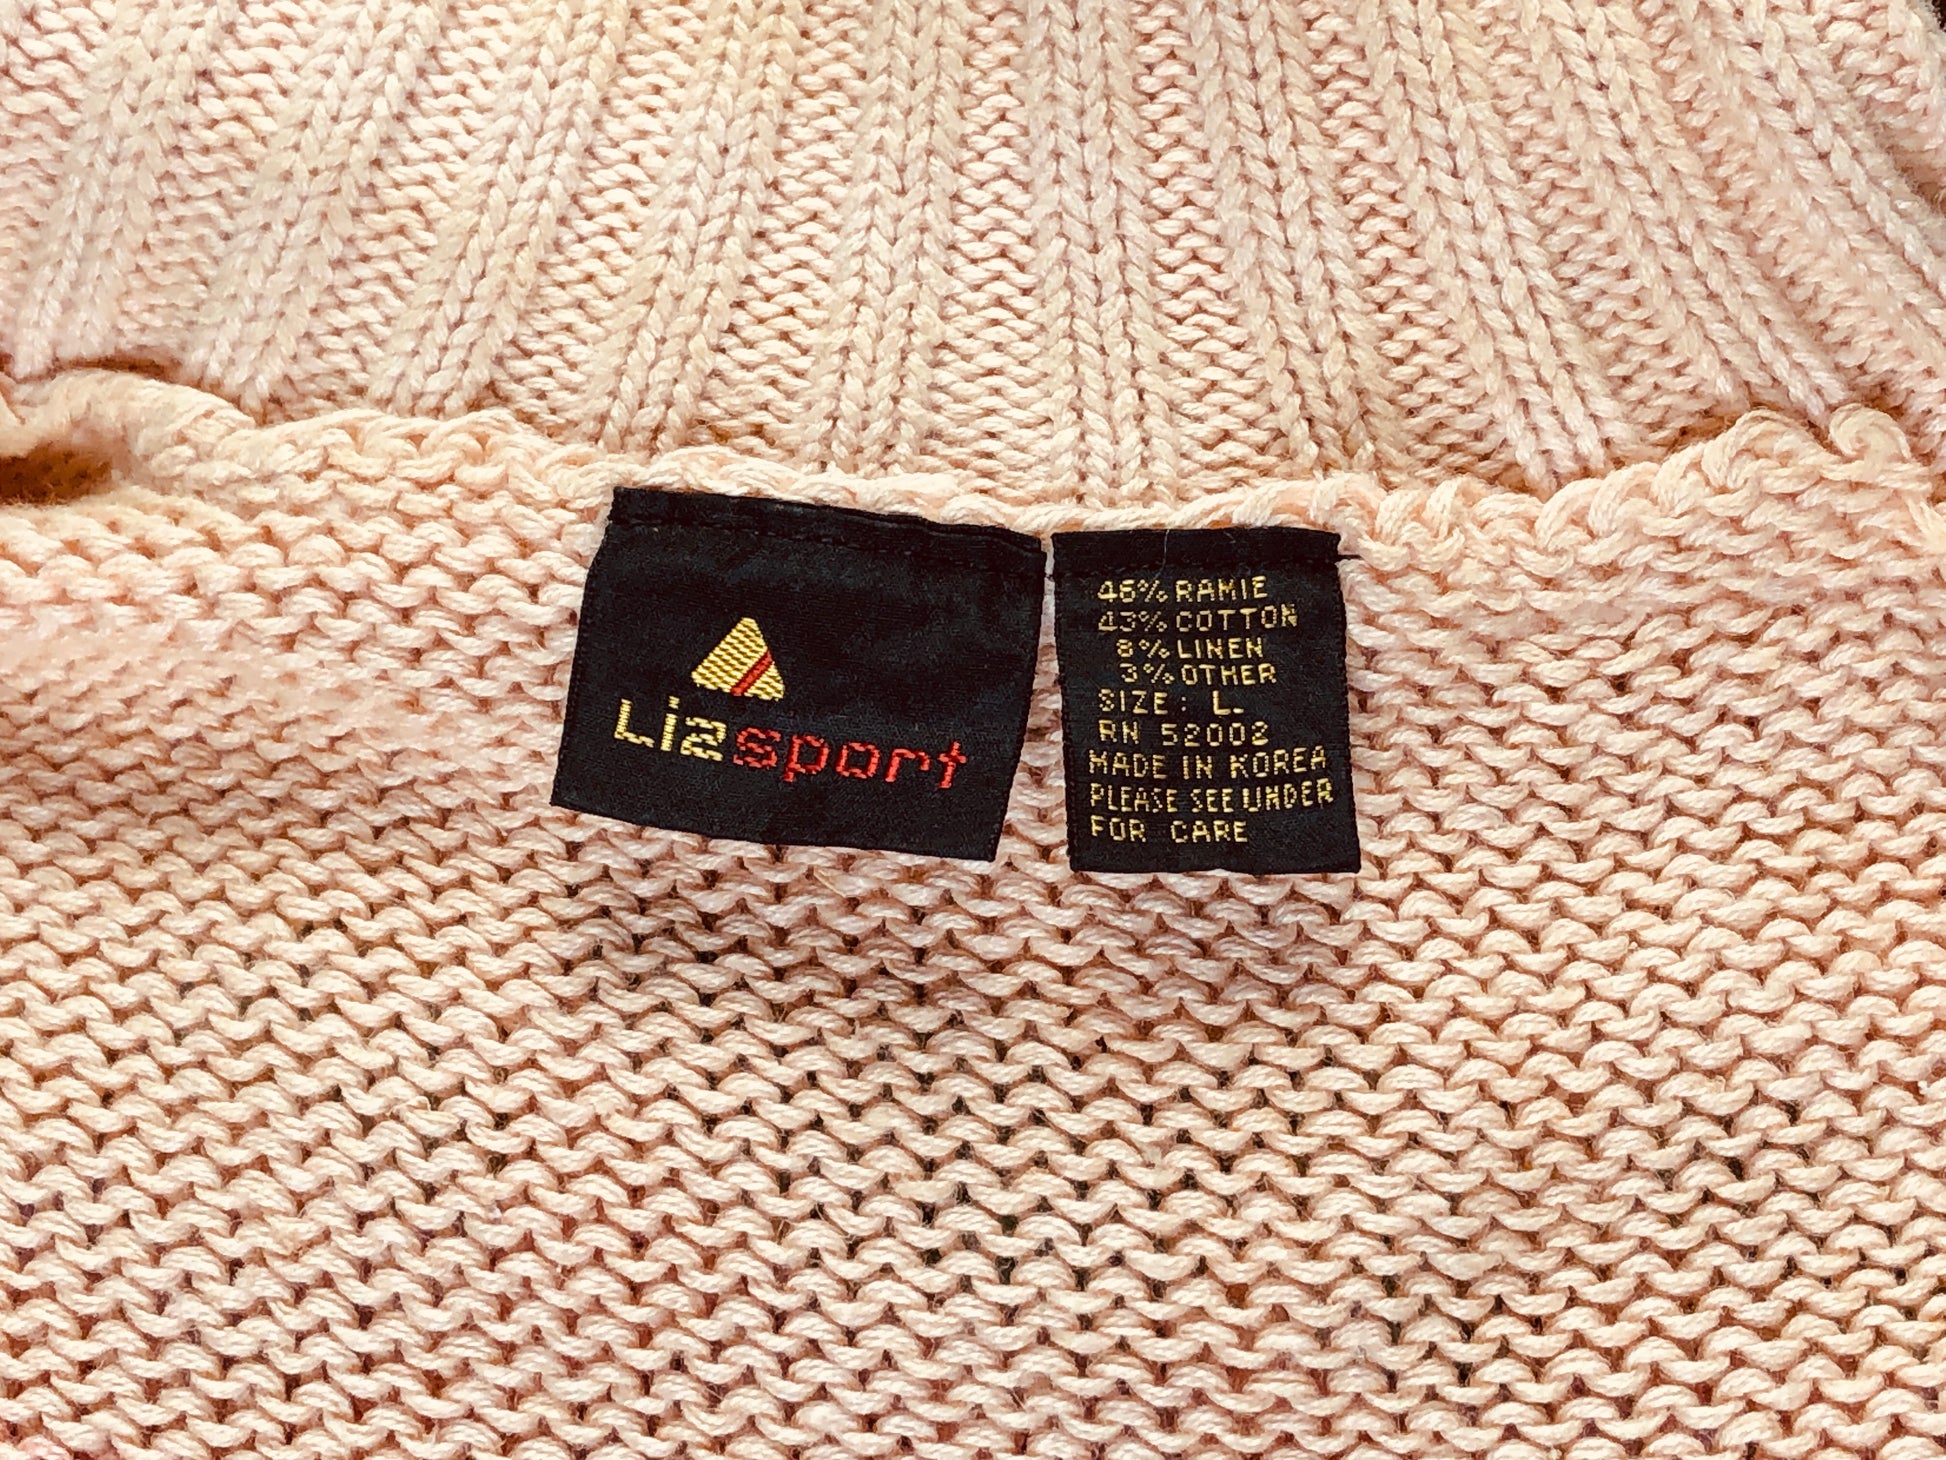 Lizsport
46% RAMIE
43% COTTON
8% LINEN
3% OTHER
SIZE: L.
RN 52002
MADE IN KOREA
PLEASE SEE UNDER
FOR CARE